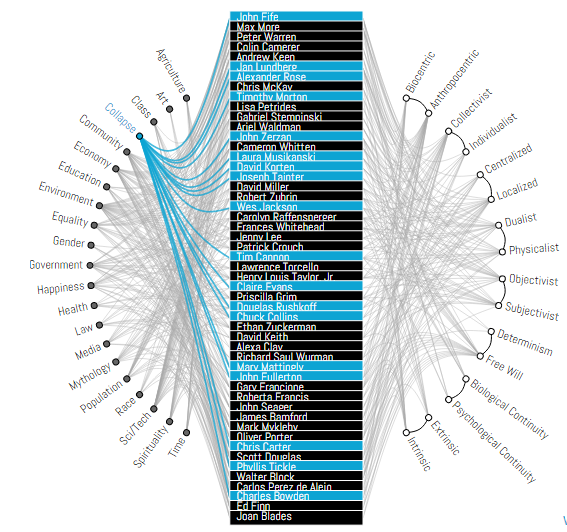 John Fife
Max More
Peter Warren
Colin Camerer
Andrew Keen
Jan Lundberg
Alexander Rose
Chris McKay
Timothy Morton
Lisa Petrides
Gabriel Stempinski
Ariel Waldman
John Zerzan
Cameron Whitten
Laura Musikanski
David Korten
Joseph Tainter
David Miller
Robert Zubrin
Wes Jackson
Carolyn Raffensperger
Frances Whitehead
Jenny Lee
Patrick Crouch
Tim Cannon
Lawrence Torcello
Henry Louis Taylor, Jr.
Claire Evans
Priscilla Grim
Douglas Rushkoff
Chuck Collins
Ethan Zuckerman
David Keith
Alexa Clay
Richard Saul Wurman
Mary Mattingly
John Fullerton
Gary Francione
Roberta Francis
John Seager
James Bamford
Mark Mykleby
Oliver Porter
Chris Carter
Scott Douglas
Phyllis Tickle
Walter Block
Carlos Perez de Alejo
Charles Bowden
Ed Finn
Joan Blades
Agriculture
Art
Class
Collapse
Community
Economy
Education
Environment
Equality
Gender
Government
Happiness
Health
Law
Media
Mythology
Population
Race
Sci/Tech
Spirituality
Time
Biocentric
Anthropocentric
Collectivist
Individualist
Centralized
Localized
Dualist
Physicalist
Objectivist
Subjectivist
Determinism
Free Will
Biological Continuity
Psychological Continuity
Extrinsic
Intrinsic